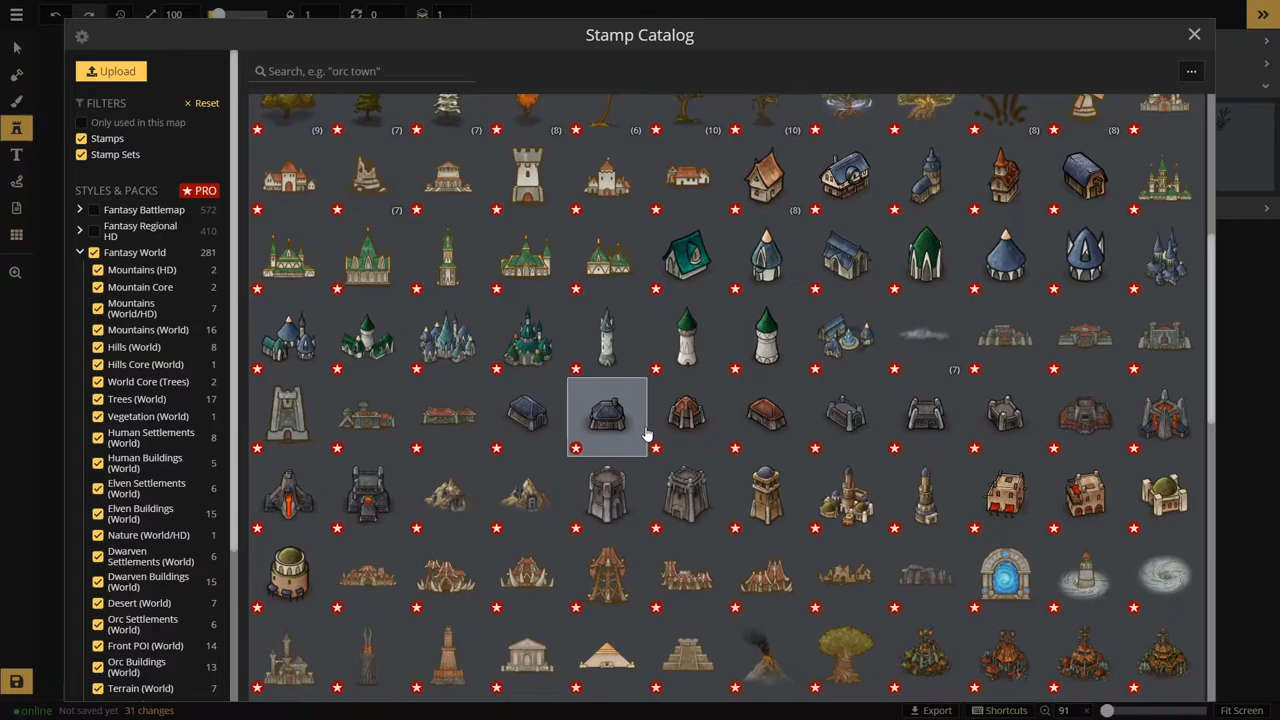 100
1
0
1
Stamp Catalog
Upload
Search, e.g. "orc town"
FILTERS
× Reset
Only used in this map
Stamps
Stamp Sets
STYLES & PACKS
PRO
Fantasy Battlemap 572
Fantasy Regional
HD
410
Fantasy World 281
Mountains (HD) 2
Mountain Core 2
Mountains
(World/HD)
7
Mountains (World) 16
Hills (World) 8
Hills Core (World) 1
World Core (Trees) 2
Trees (World) 17
Vegetation (World) 1
Human Settlements
(World)
8
Human Buildings
(World)
5
Elven Settlements
(World)
6
Elven Buildings
(World)
15
Nature (World/HD) 1
Dwarven
Settlements (World)
6
Dwarven Buildings
(World)
15
Desert (World) 7
Orc Settlements
(World)
6
Front POI (World) 14
Orc Buildings
(World)
13
Terrain (World) 7
(9) (7) (7) (8) (6) (10) (10) (8) (8)
(7) (8)
(7)
online
Not saved yet
31 changes
Export
Shortcuts
91
Fit Screen